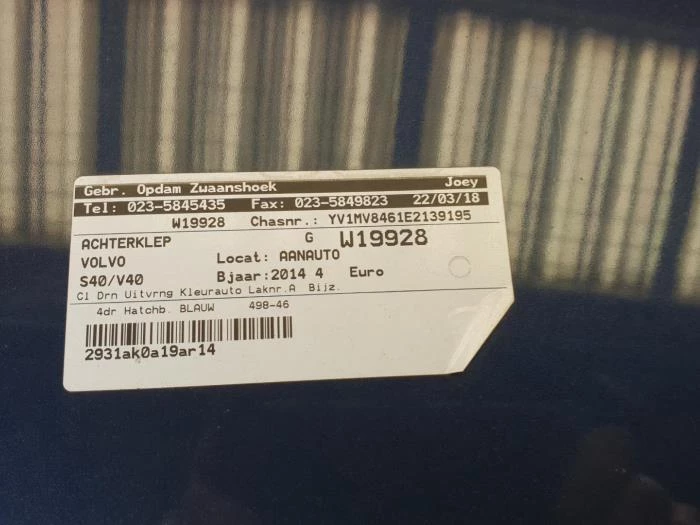 Gebr. Opdam Zwaanshoek Joey
Tel: 023-5845435 Fax: 023-5849823 22/03/18
W19928 Chasnr.: YV1MV8461E2139195
ACHTERKLEP G W19928
VOLVO Locat: AANAUTO
S40/V40 Bjaar:2014 4 Euro
Cl Drn Uitvrng Kleurauto Laknr.A Bijz.
4dr Hatchb. BLAUW 498-46
2931ak0a19ar14